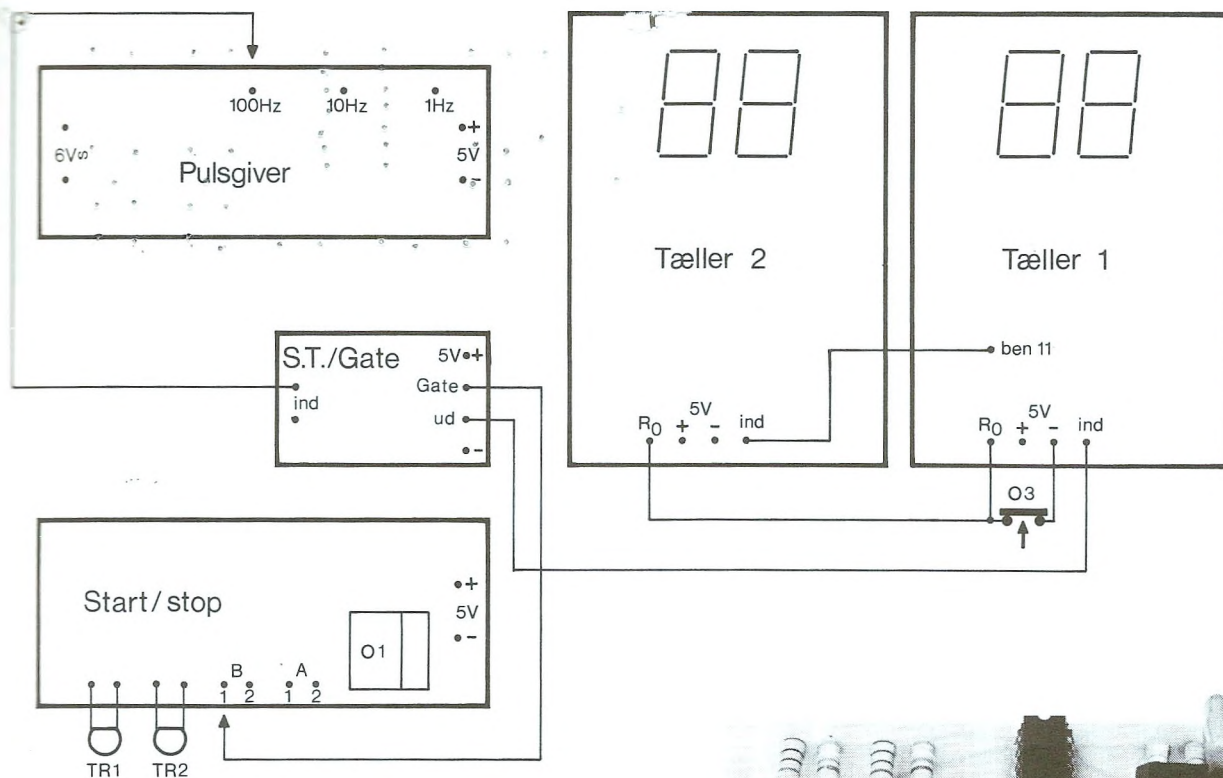 100Hz 10Hz 1Hz
+
6Vs 5V
-
Pulsgiver
Tæller 2
Tæller 1
S.T./Gate 5V +
Gate
ind
ud
-
ben 11
R0 + 5V - ind
R0 + 5V - ind
O3
Start/stop
+
5V
-
O1
B A
1 2 1 2
TR1 TR2